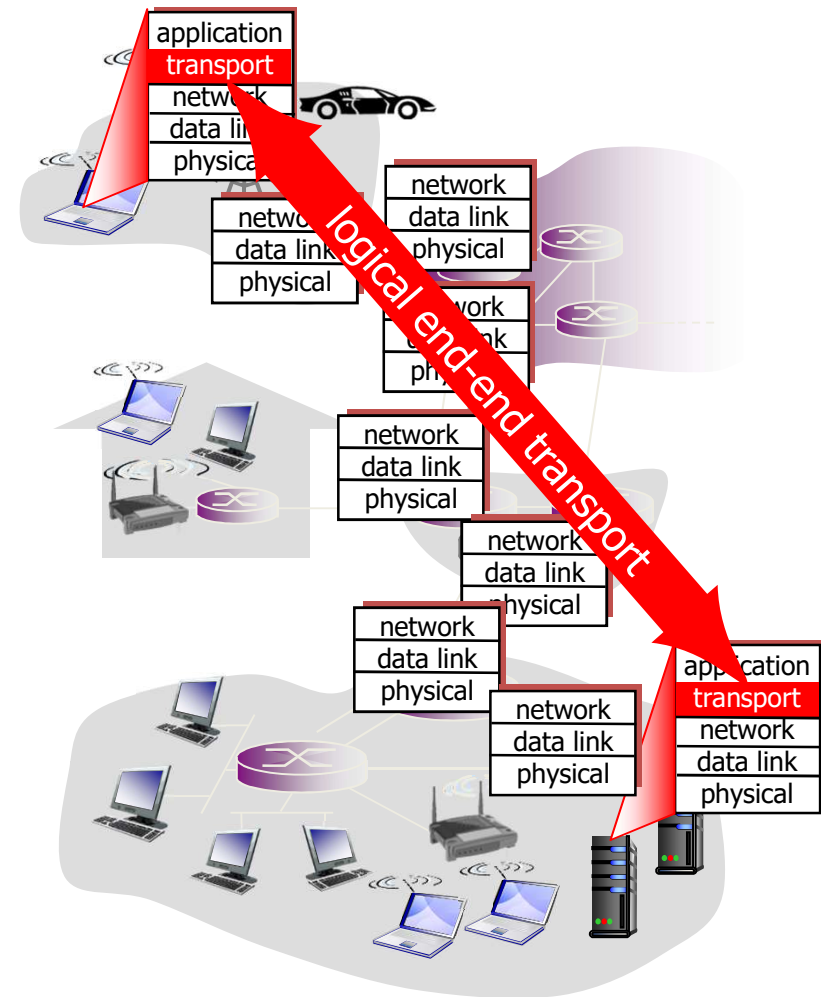 application
transport
network
data link
physical
network
data link
physical
network
data link
physical
logical end-end transport
network
data link
physical
network
data link
physical
network
data link
physical
network
data link
physical
application
transport
network
data link
physical